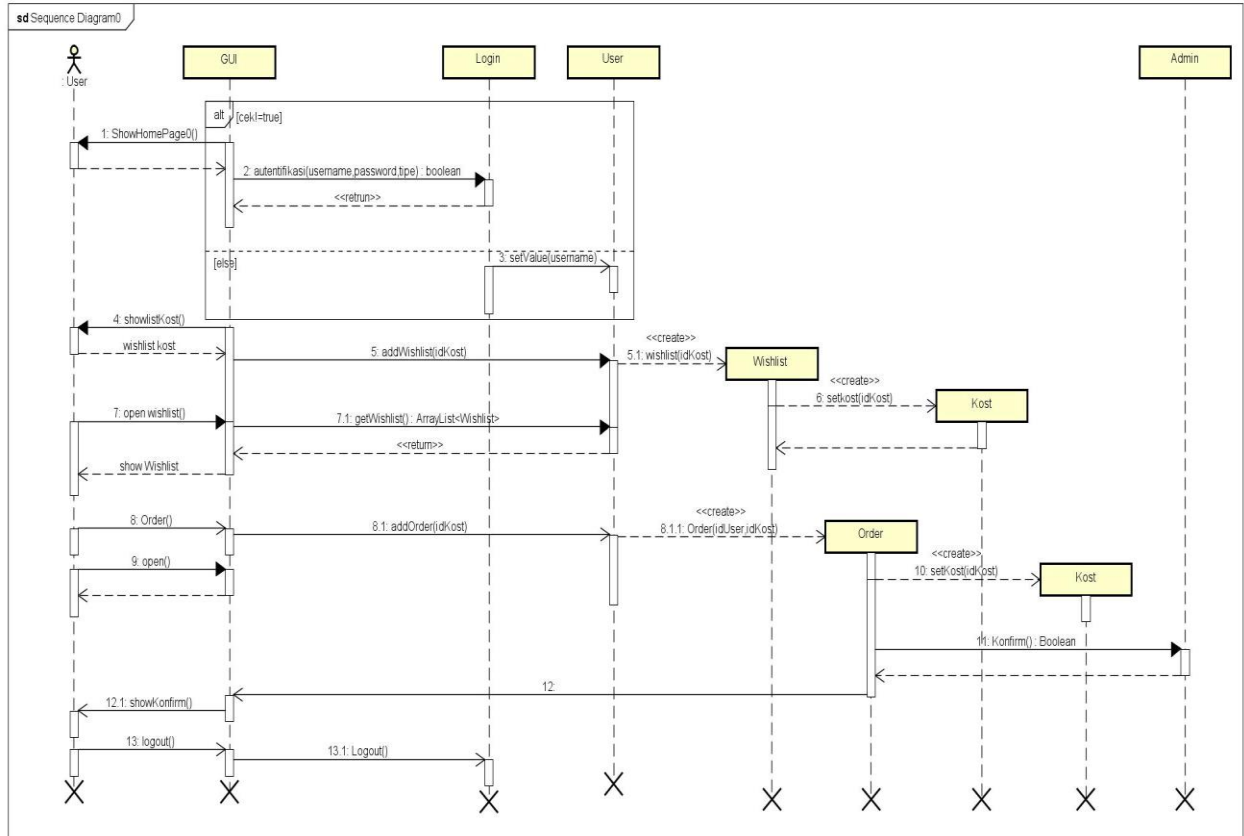 sd Sequence Diagram0
: User
GUI
Login
User
Admin
alt
[cek!=true]
1: ShowHomePage0()
2: autentifikasi(username,password,tipe) : boolean
<<retrun>>
[else]
3: setValue(username)
4: showlistKost()
wishlist kost
5: addWishlist(idKost)
<<create>>
5.1: wishlist(idKost)
Wishlist
<<create>>
6: setkost(idKost)
Kost
7: open wishlist()
7.1: getWishlist() : ArrayList<Wishlist>
<<return>>
show Wishlist
8: Order()
8.1: addOrder(idKost)
<<create>>
8.1.1: Order(idUser,idKost)
Order
9: open()
<<create>>
10: setKost(idKost)
Kost
11: Konfirm() : Boolean
12:
12.1: showKonfirm()
13: logout()
13.1: Logout()